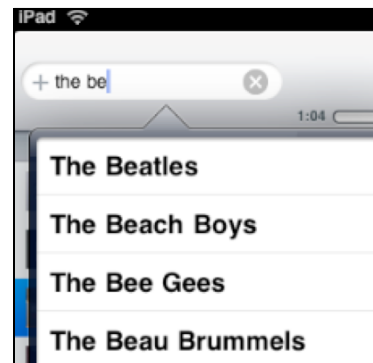 iPad
+ the be
1:04
The Beatles
The Beach Boys
The Bee Gees
The Beau Brummels